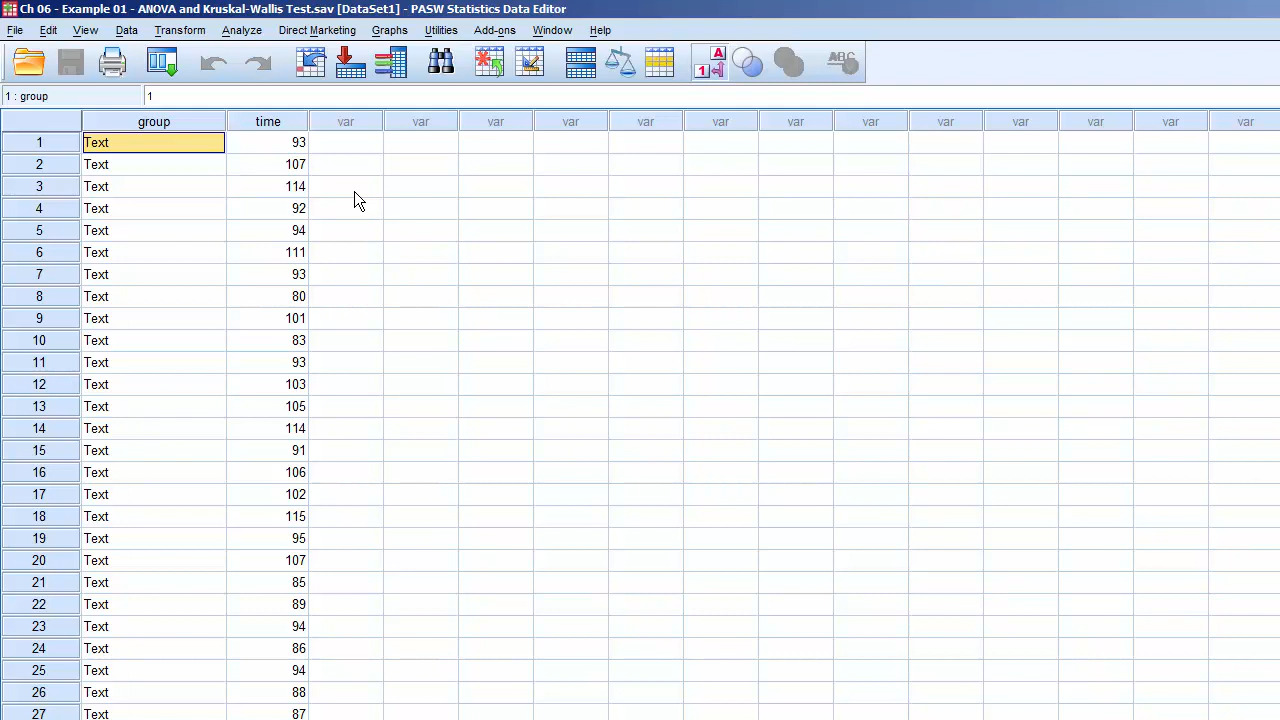 Ch 06 - Example 01 - ANOVA and Kruskal-Wallis Test.sav [DataSet1] - PASW Statistics Data Editor
File Edit View Data Transform Analyze Direct Marketing Graphs Utilities Add-ons Window Help
A
1
ABC
1 : group 1
group time var var var var var var var var var var var var var
1 Text 93
2 Text 107
3 Text 114
4 Text 92
5 Text 94
6 Text 111
7 Text 93
8 Text 80
9 Text 101
10 Text 83
11 Text 93
12 Text 103
13 Text 105
14 Text 114
15 Text 91
16 Text 106
17 Text 102
18 Text 115
19 Text 95
20 Text 107
21 Text 85
22 Text 89
23 Text 94
24 Text 86
25 Text 94
26 Text 88
27 Text 87